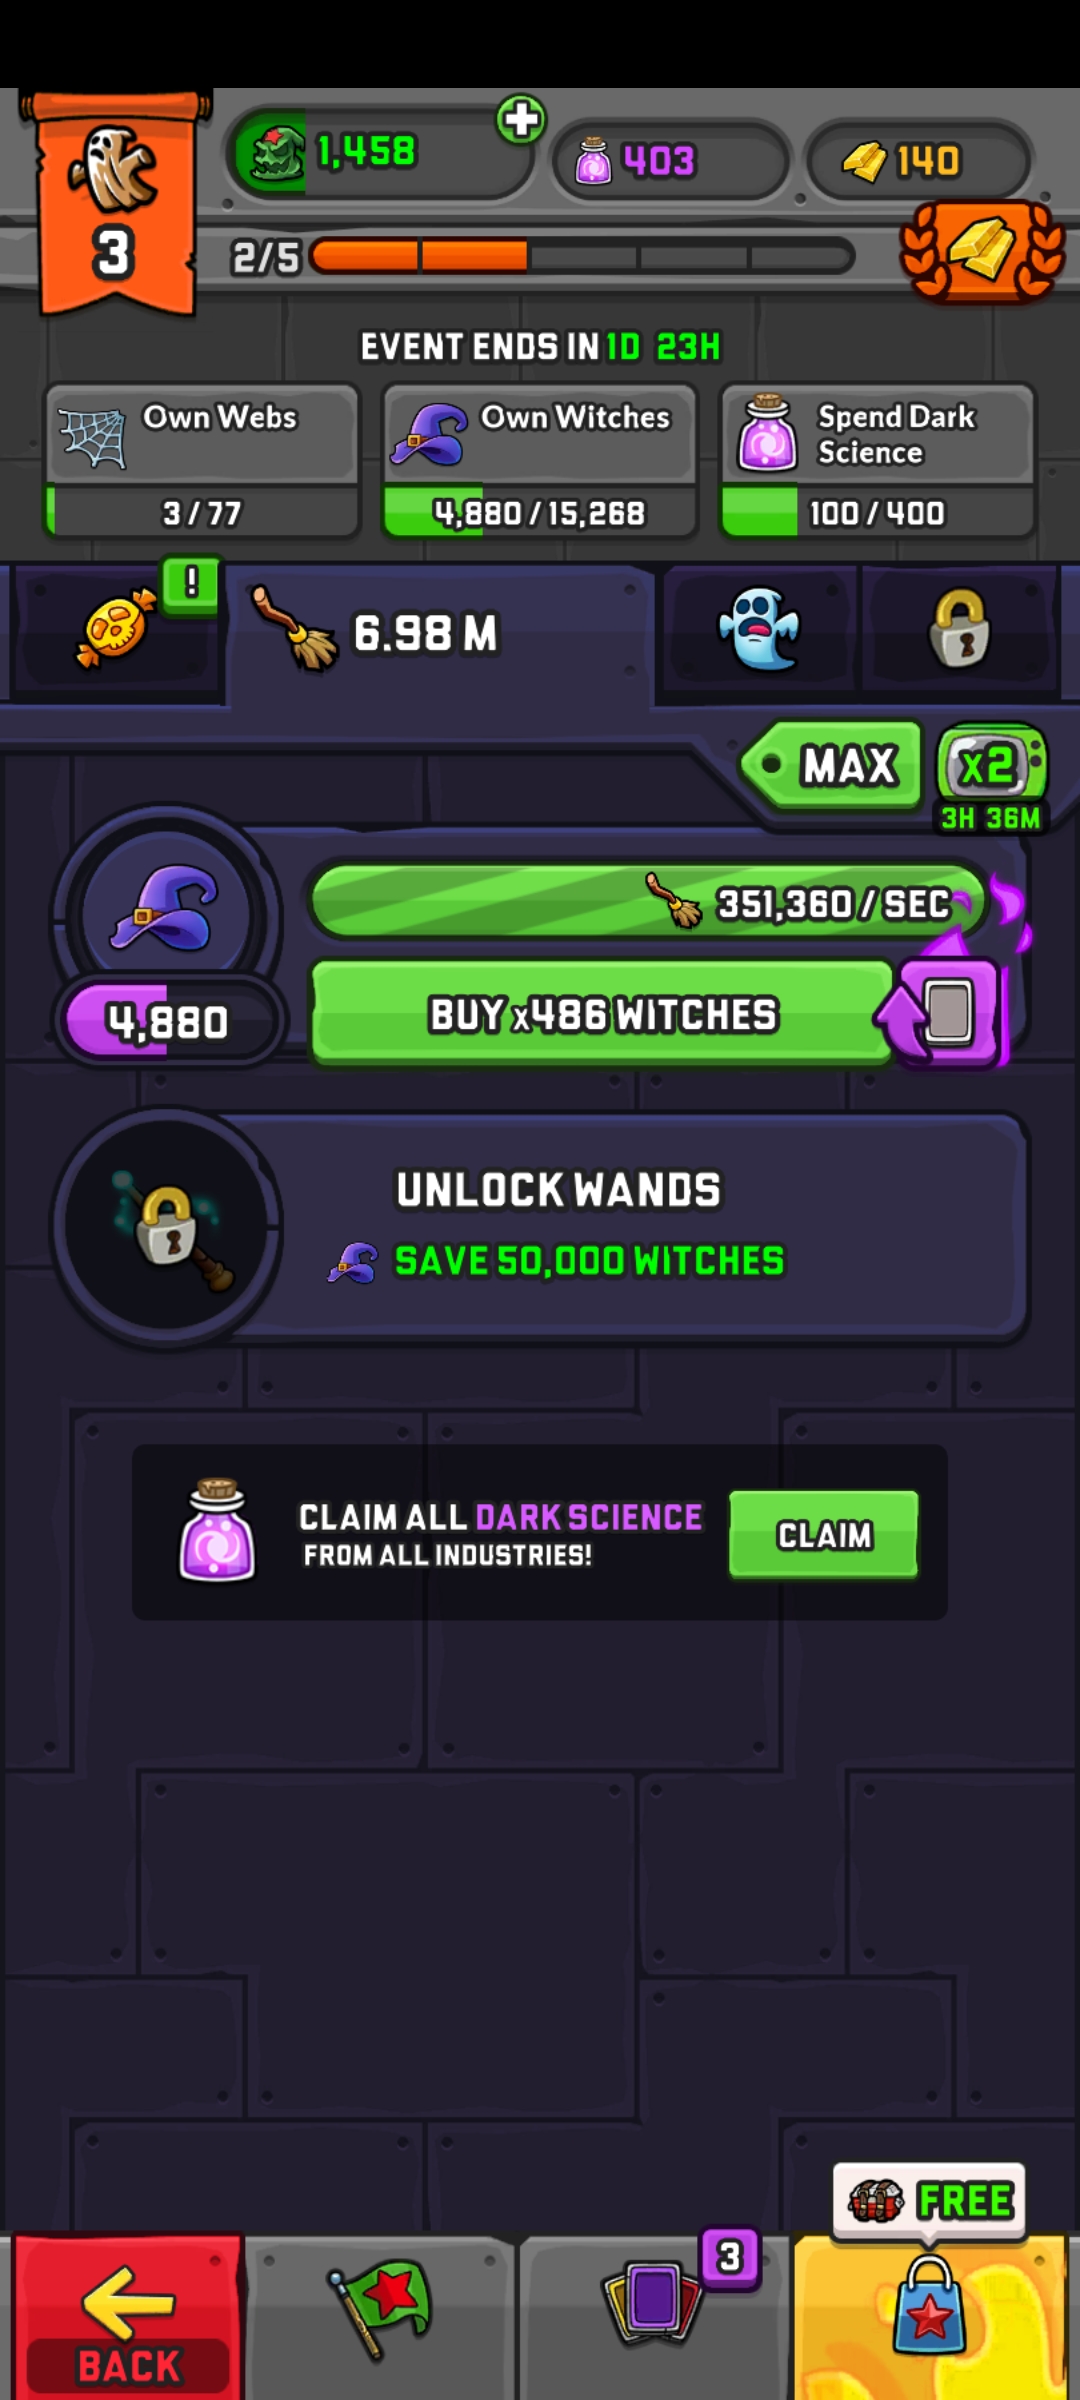 1,458
403
140
3
2/5
EVENT ENDS IN 1D 23H
Own Webs
3/77
Own Witches
4,880/15,268
Spend Dark
Science
100/400
!
6.98 M
MAX
x2
3H 36M
351,360/SEC
4,880
BUY x486 WITCHES
UNLOCK WANDS
SAVE 50,000 WITCHES
CLAIM ALL DARK SCIENCE
FROM ALL INDUSTRIES!
CLAIM
FREE
3
BACK